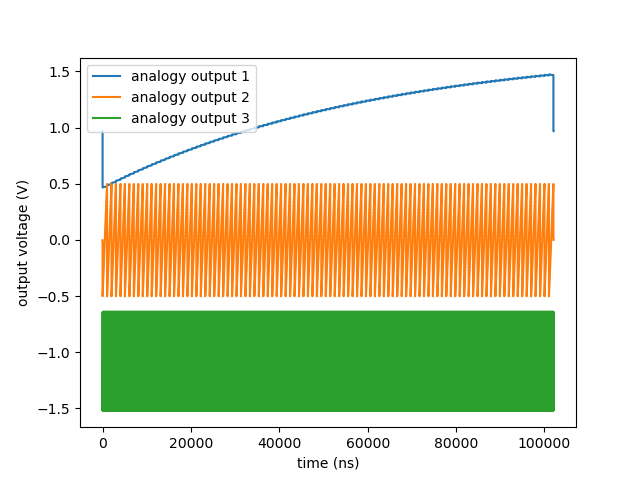 analogy output 1
analogy output 2
analogy output 3
output voltage (V)
1.5
1.0
0.5
0.0
−0.5
−1.0
−1.5
0 20000 40000 60000 80000 100000
time (ns)